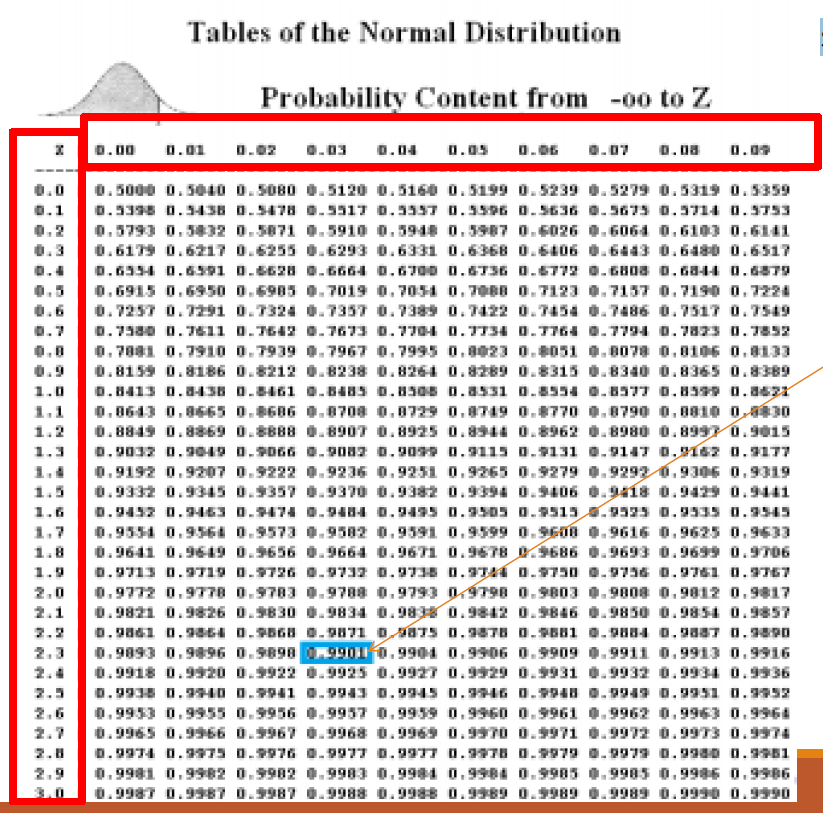 Tables of the Normal Distribution
Probability Content from -oo to Z
Z 0.00 0.01 0.02 0.03 0.04 0.05 0.06 0.07 0.08 0.09
0.0 0.5000 0.5040 0.5080 0.5120 0.5160 0.5199 0.5239 0.5279 0.5319 0.5359
0.1 0.5398 0.5438 0.5478 0.5517 0.5557 0.5596 0.5636 0.5675 0.5714 0.5753
0.2 0.5793 0.5832 0.5871 0.5910 0.5948 0.5987 0.6026 0.6064 0.6103 0.6141
0.3 0.6179 0.6217 0.6255 0.6293 0.6331 0.6368 0.6406 0.6443 0.6480 0.6517
0.4 0.6554 0.6591 0.6628 0.6664 0.6700 0.6736 0.6772 0.6808 0.6844 0.6879
0.5 0.6915 0.6950 0.6985 0.7019 0.7054 0.7088 0.7123 0.7157 0.7190 0.7224
0.6 0.7257 0.7291 0.7324 0.7357 0.7389 0.7422 0.7454 0.7486 0.7517 0.7549
0.7 0.7580 0.7611 0.7642 0.7673 0.7704 0.7734 0.7764 0.7794 0.7823 0.7852
0.8 0.7881 0.7910 0.7939 0.7967 0.7995 0.8023 0.8051 0.8078 0.8106 0.8133
0.9 0.8159 0.8186 0.8212 0.8238 0.8264 0.8289 0.8315 0.8340 0.8365 0.8389
1.0 0.8413 0.8438 0.8461 0.8485 0.8508 0.8531 0.8554 0.8577 0.8599 0.8621
1.1 0.8643 0.8665 0.8686 0.8708 0.8729 0.8749 0.8770 0.8790 0.8810 0.8830
1.2 0.8849 0.8869 0.8888 0.8907 0.8925 0.8944 0.8962 0.8980 0.8997 0.9015
1.3 0.9032 0.9049 0.9066 0.9082 0.9099 0.9115 0.9131 0.9147 0.9162 0.9177
1.4 0.9192 0.9207 0.9222 0.9236 0.9251 0.9265 0.9279 0.9292 0.9306 0.9319
1.5 0.9332 0.9345 0.9357 0.9370 0.9382 0.9394 0.9406 0.9418 0.9429 0.9441
1.6 0.9452 0.9463 0.9474 0.9484 0.9495 0.9505 0.9515 0.9525 0.9535 0.9545
1.7 0.9554 0.9564 0.9573 0.9582 0.9591 0.9599 0.9608 0.9616 0.9625 0.9633
1.8 0.9641 0.9649 0.9656 0.9664 0.9671 0.9678 0.9686 0.9693 0.9699 0.9706
1.9 0.9713 0.9719 0.9726 0.9732 0.9738 0.9744 0.9750 0.9756 0.9761 0.9767
2.0 0.9772 0.9778 0.9783 0.9788 0.9793 0.9798 0.9803 0.9808 0.9812 0.9817
2.1 0.9821 0.9826 0.9830 0.9834 0.9838 0.9842 0.9846 0.9850 0.9854 0.9857
2.2 0.9861 0.9864 0.9868 0.9871 0.9875 0.9878 0.9881 0.9884 0.9887 0.9890
2.3 0.9893 0.9896 0.9898 0.9901 0.9904 0.9906 0.9909 0.9911 0.9913 0.9916
2.4 0.9918 0.9920 0.9922 0.9925 0.9927 0.9929 0.9931 0.9932 0.9934 0.9936
2.5 0.9938 0.9940 0.9941 0.9943 0.9945 0.9946 0.9948 0.9949 0.9951 0.9952
2.6 0.9953 0.9955 0.9956 0.9957 0.9959 0.9960 0.9961 0.9962 0.9963 0.9964
2.7 0.9965 0.9966 0.9967 0.9968 0.9969 0.9970 0.9971 0.9972 0.9973 0.9974
2.8 0.9974 0.9975 0.9976 0.9977 0.9977 0.9978 0.9979 0.9979 0.9980 0.9981
2.9 0.9981 0.9982 0.9982 0.9983 0.9984 0.9984 0.9985 0.9985 0.9986 0.9986
3.0 0.9987 0.9987 0.9987 0.9988 0.9988 0.9989 0.9989 0.9989 0.9990 0.9990